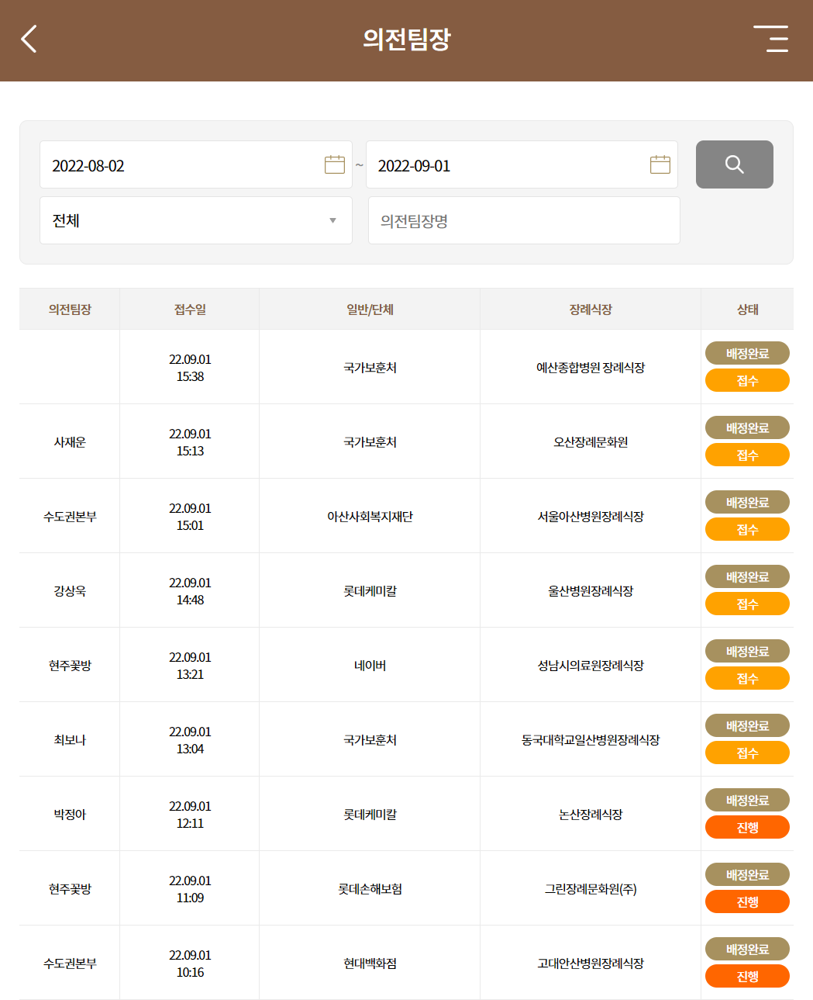 의전팀장
2022-08-02 ~ 2022-09-01
전체 의전팀장명
의전팀장 접수일 일반/단체 장례식장 상태
22.09.01
15:38
국가보훈처 예산종합병원 장례식장
배정완료
접수
사재운
22.09.01
15:13
국가보훈처 오산장례문화원
배정완료
접수
수도권본부
22.09.01
15:01
아산사회복지재단 서울아산병원장례식장
배정완료
접수
강상욱
22.09.01
14:48
롯데케미칼 울산병원장례식장
배정완료
접수
현주꽃방
22.09.01
13:21
네이버 성남시의료원장례식장
배정완료
접수
최보나
22.09.01
13:04
국가보훈처 동국대학교일산병원장례식장
배정완료
접수
박정아
22.09.01
12:11
롯데케미칼 논산장례식장
배정완료
진행
현주꽃방
22.09.01
11:09
롯데손해보험 그린장례문화원(주)
배정완료
진행
수도권본부
22.09.01
10:16
현대백화점 고대안산병원장례식장
배정완료
진행